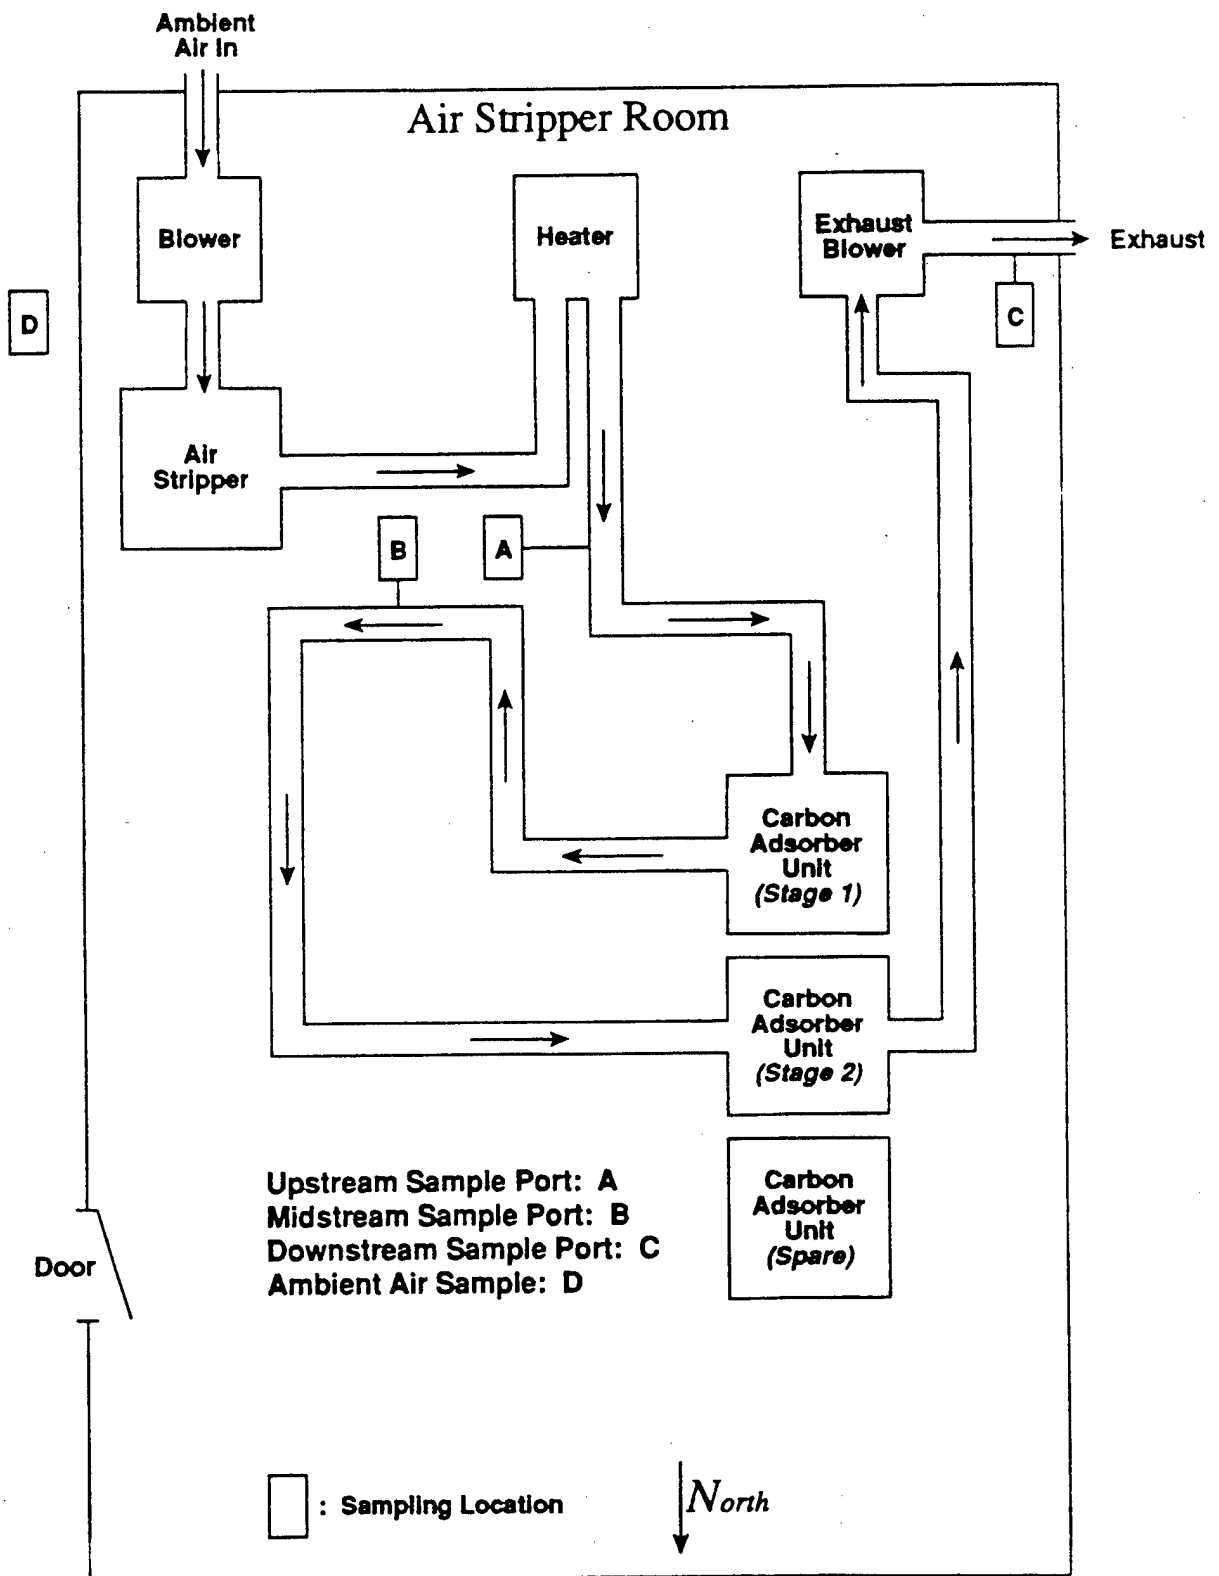 Ambient
Air In
Air Stripper Room
Blower
Heater
Exhaust
Blower
Exhaust
D
C
Air
Stripper
B
A
Carbon
Adsorber
Unit
(Stage 1)
Carbon
Adsorber
Unit
(Stage 2)
Upstream Sample Port: A
Midstream Sample Port: B
Downstream Sample Port: C
Ambient Air Sample: D
Carbon
Adsorber
Unit
(Spare)
Door
: Sampling Location
North